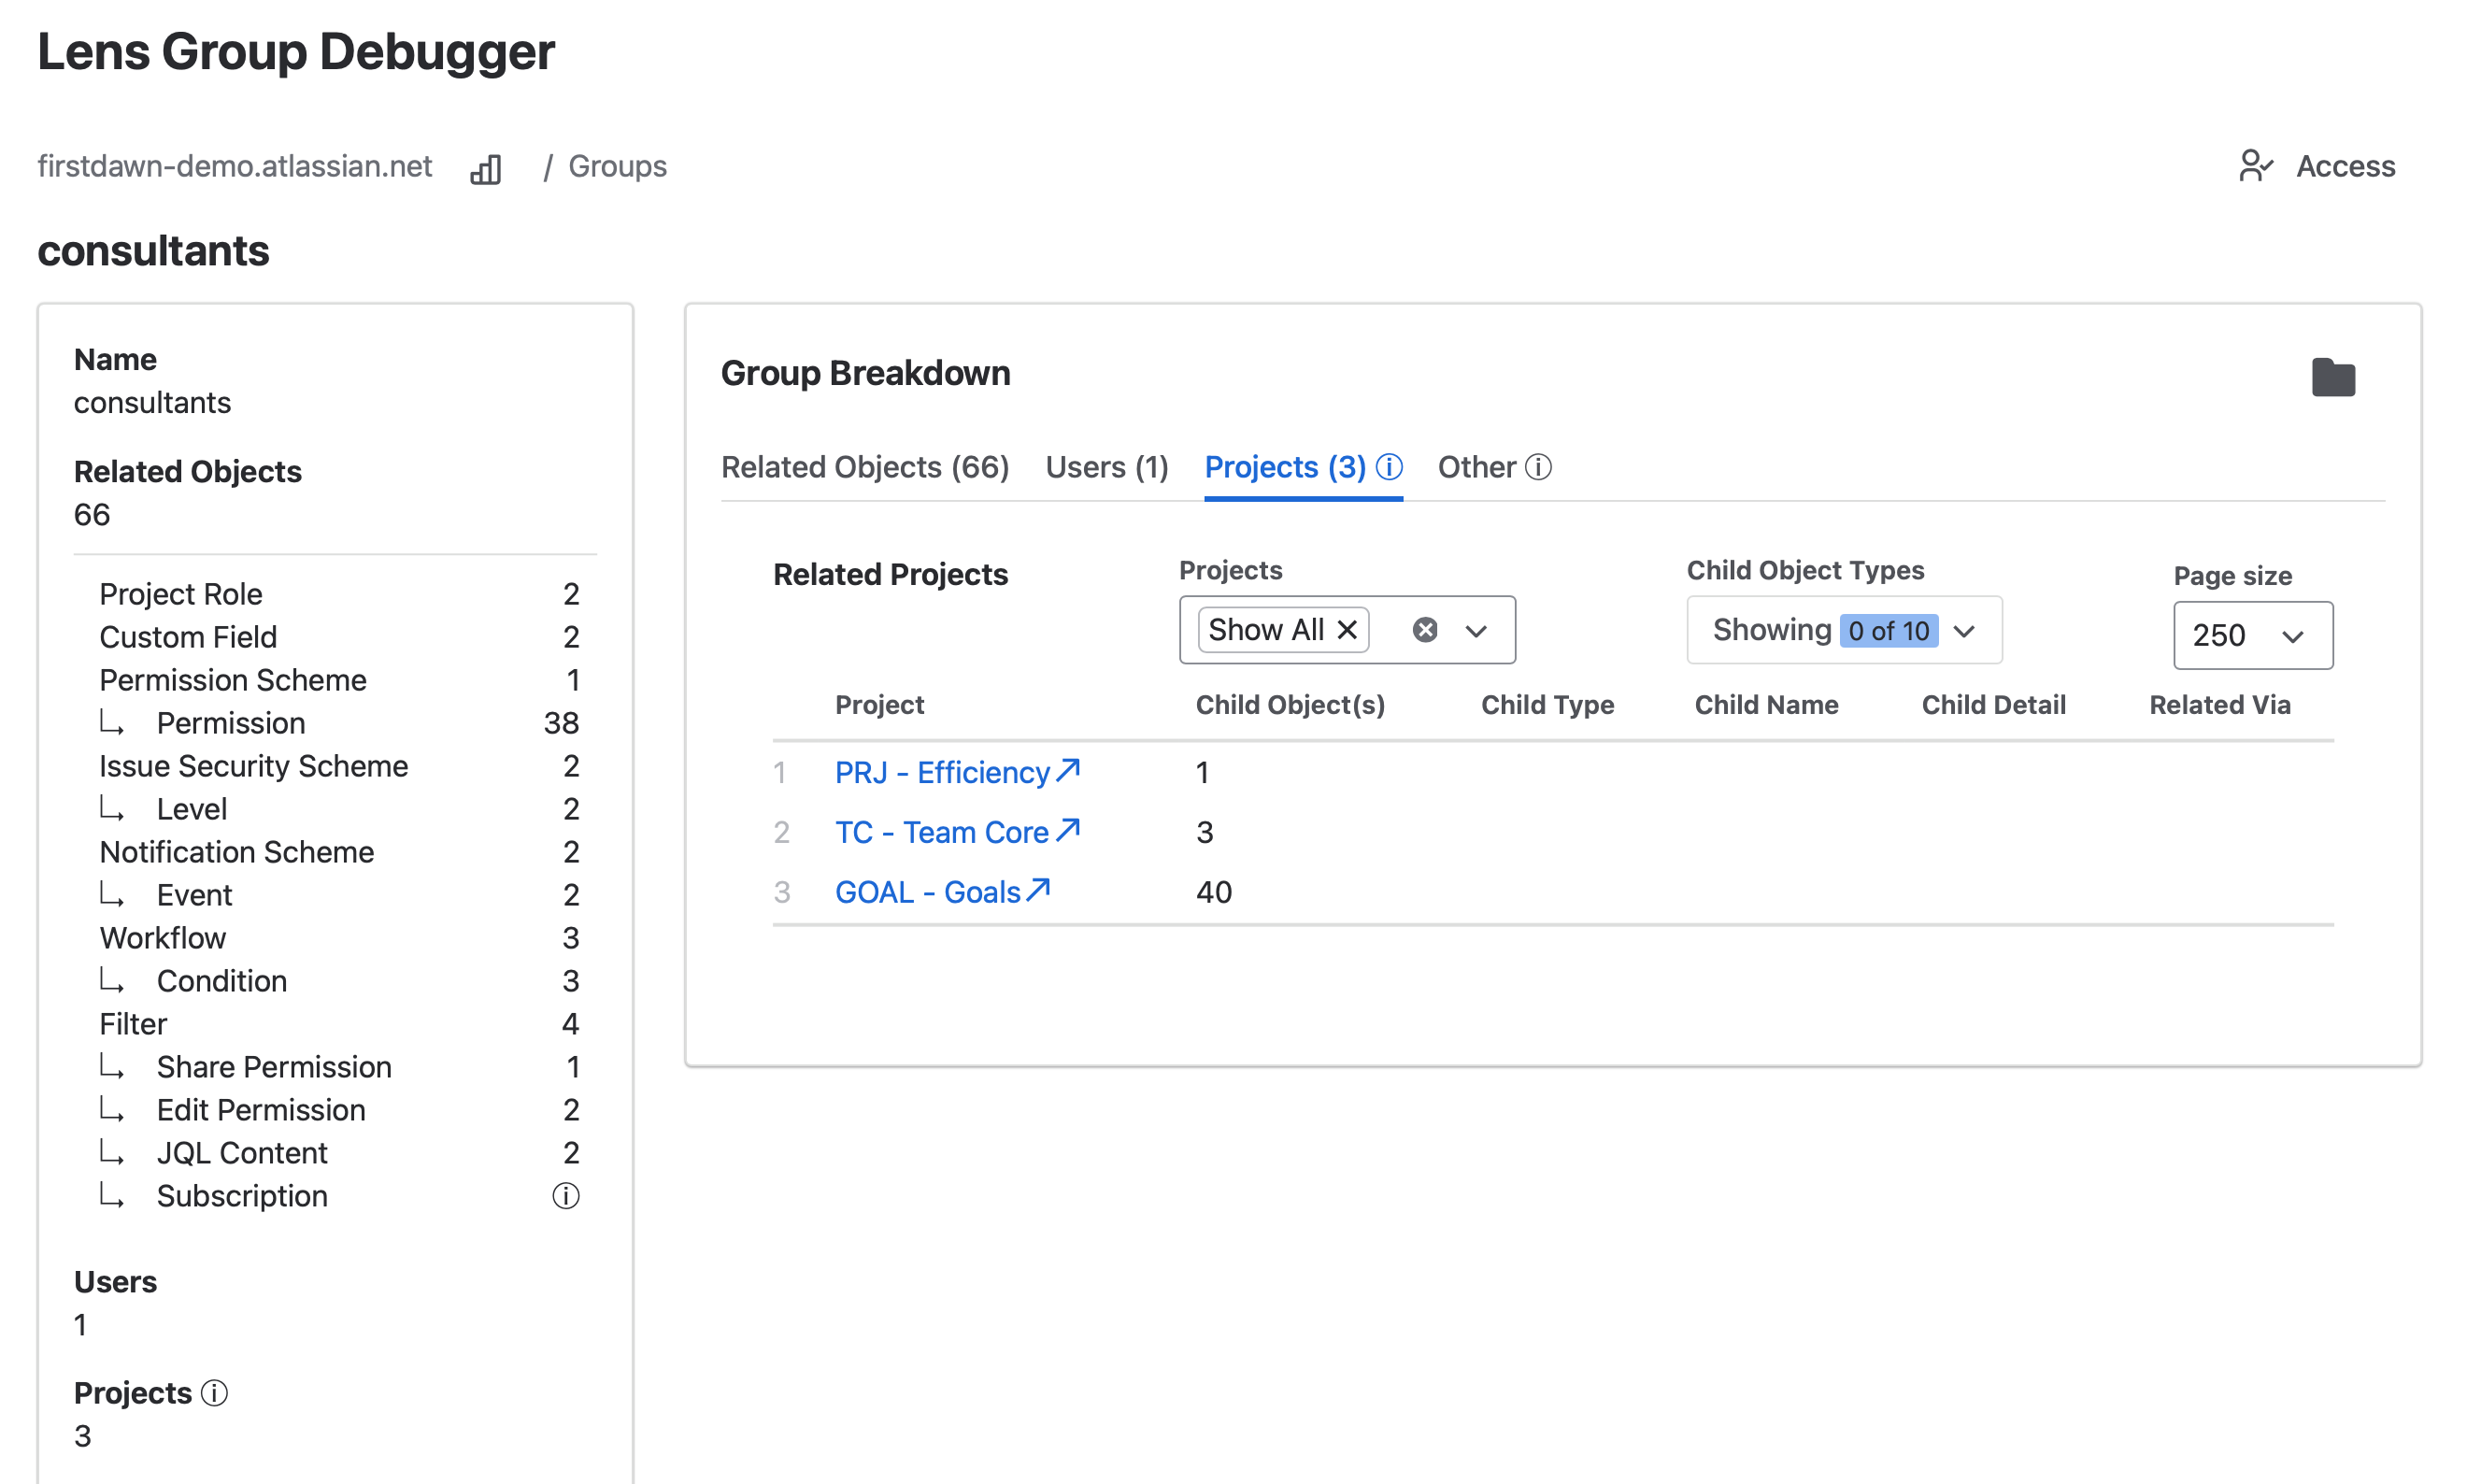 Lens Group Debugger
firstdawn-demo.atlassian.net / Groups
Access
consultants
Name
consultants
Related Objects
66
Project Role 2
Custom Field 2
Permission Scheme 1
Permission 38
Issue Security Scheme 2
Level 2
Notification Scheme 2
Event 2
Workflow 3
Condition 3
Filter 4
Share Permission 1
Edit Permission 2
JQL Content 2
Subscription
Users
1
Projects
3
Group Breakdown
Related Objects (66) Users (1) Projects (3) Other
Related Projects
Projects
Show All
Child Object Types
Showing 0 of 10
Page size
250
Project Child Object(s) Child Type Child Name Child Detail Related Via
1 PRJ - Efficiency 1
2 TC - Team Core 3
3 GOAL - Goals 40